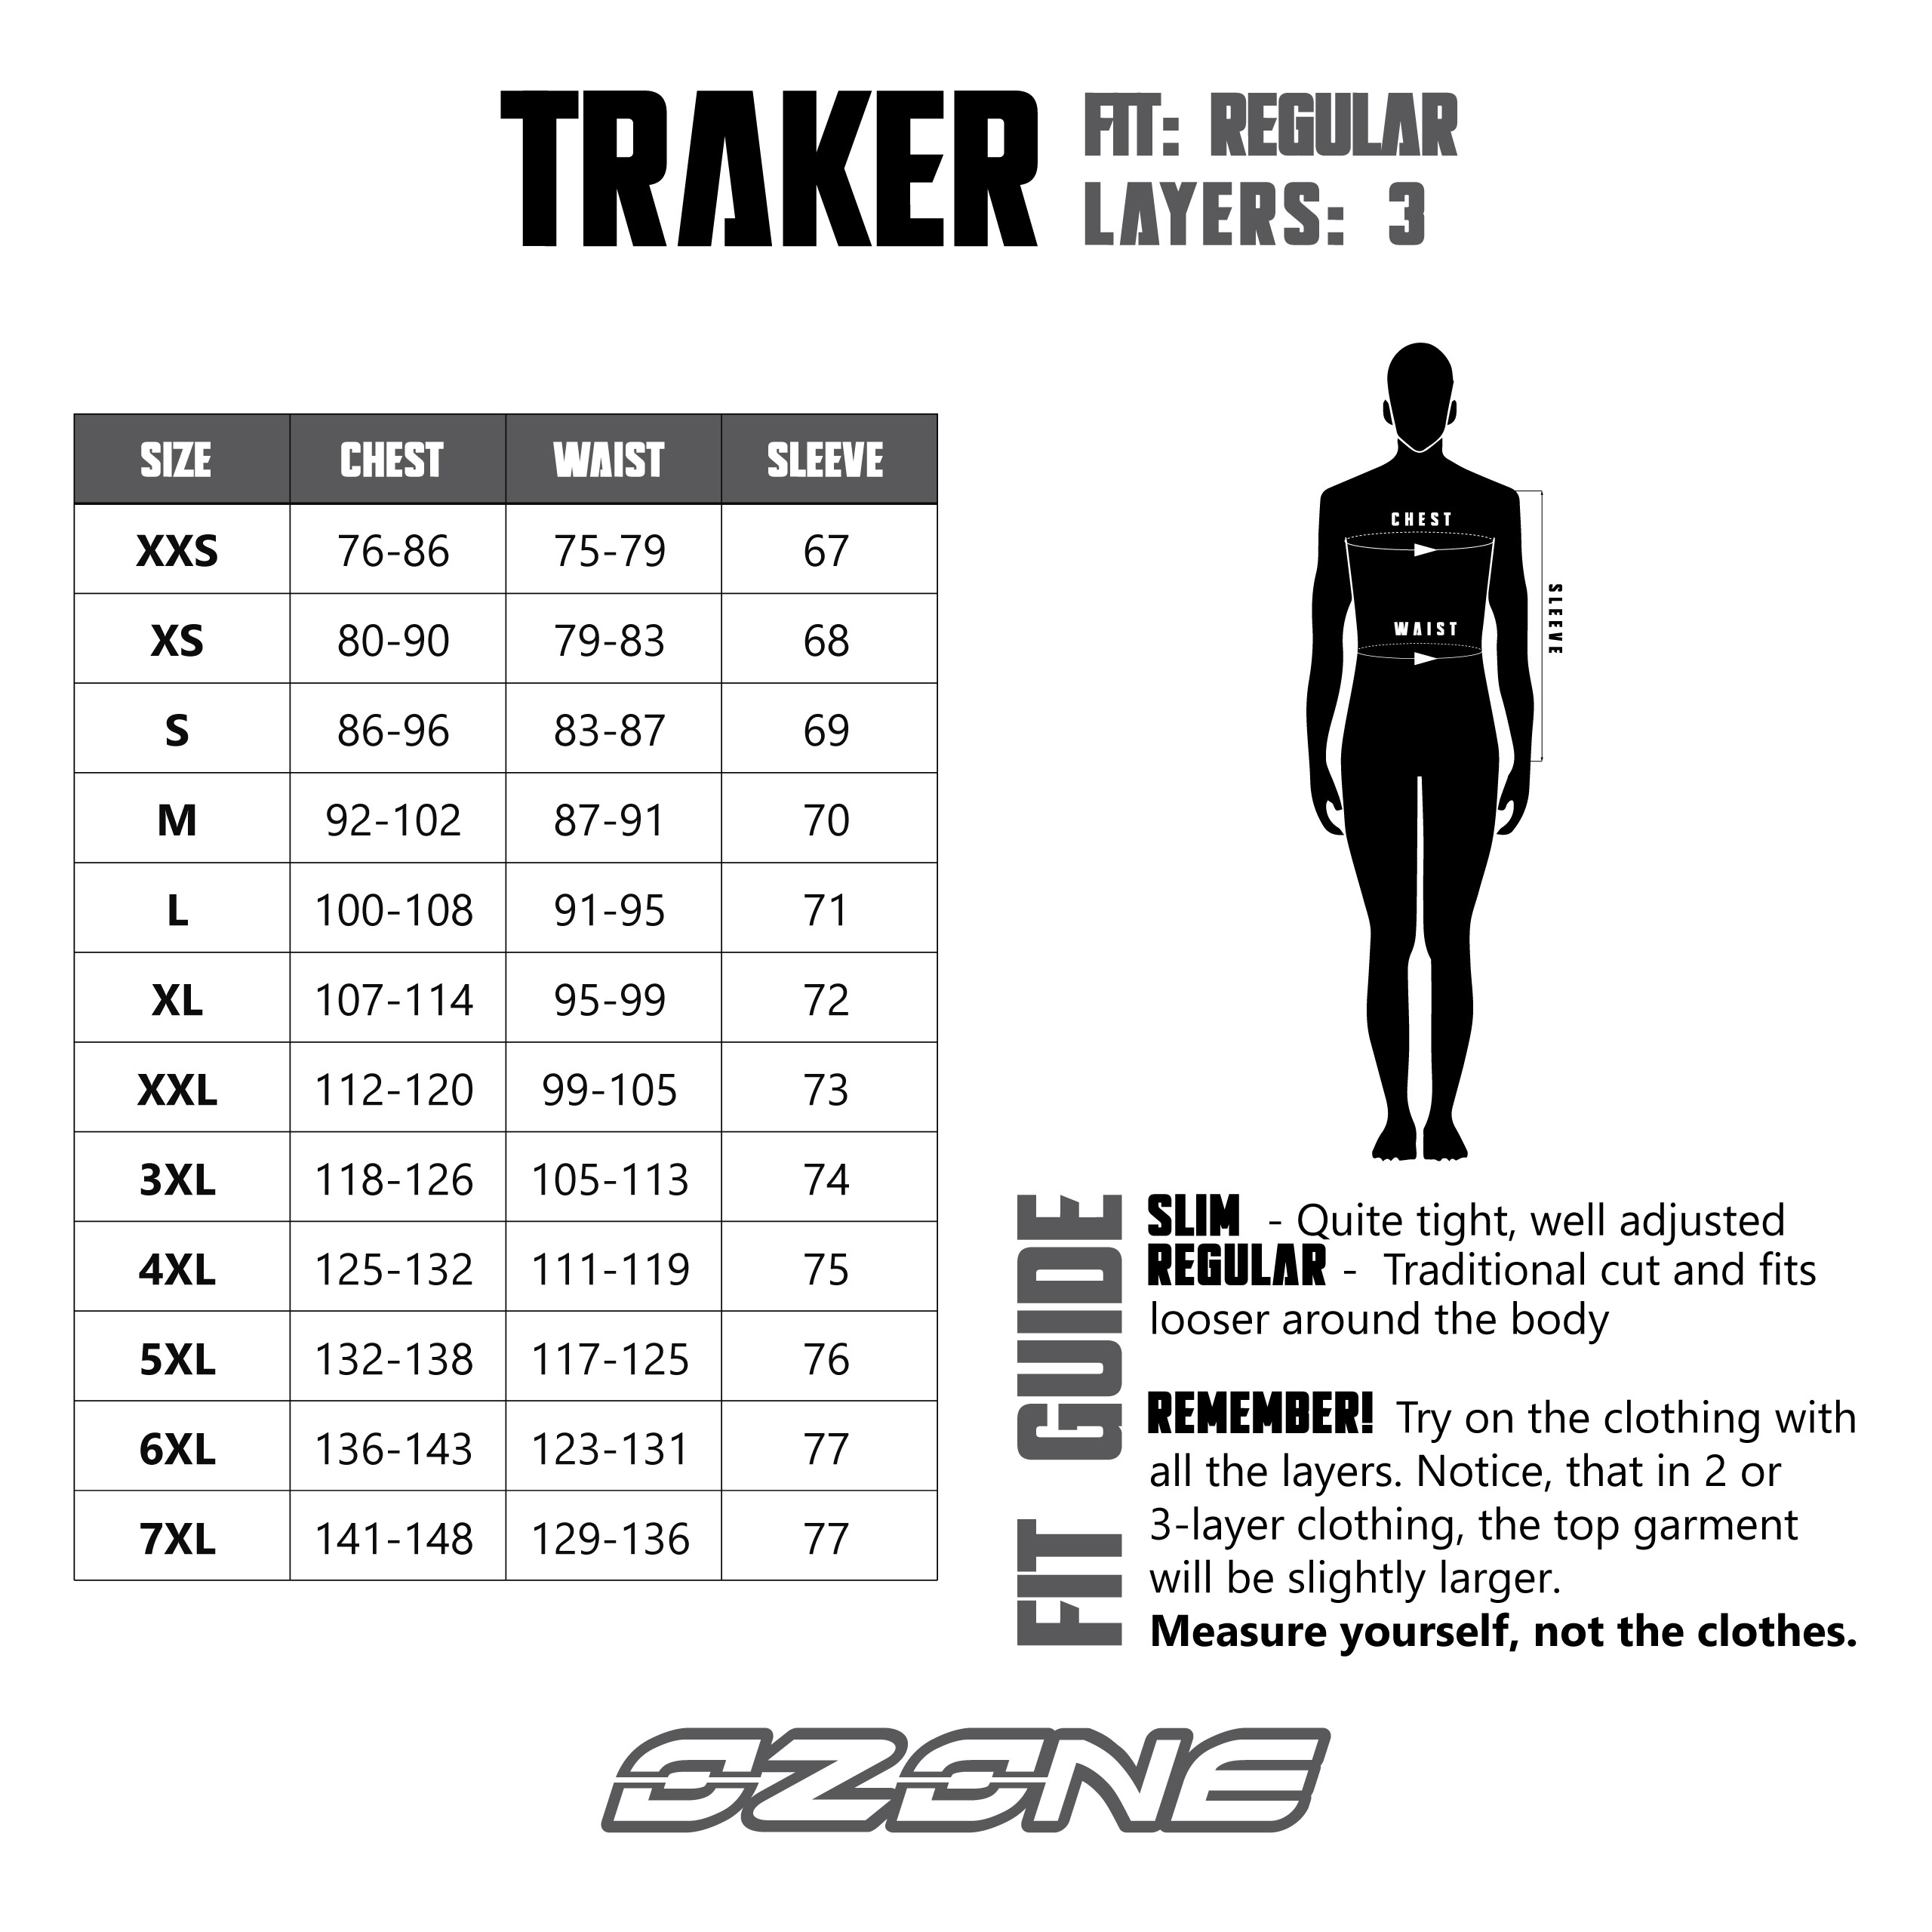 TRAKER
FIT: REGULAR
LAYERS: 3
SIZE CHEST WAIST SLEEVE
XXS 76-86 75-79 67
XS 80-90 79-83 68
S 86-96 83-87 69
M 92-102 87-91 70
L 100-108 91-95 71
XL 107-114 95-99 72
XXL 112-120 99-105 73
3XL 118-126 105-113 74
4XL 125-132 111-119 75
5XL 132-138 117-125 76
6XL 136-143 123-131 77
7XL 141-148 129-136 77
CHEST
WAIST
SLEEVE
FIT GUIDE
SLIM - Quite tight, well adjusted
REGULAR - Traditional cut and fits
looser around the body
REMEMBER! Try on the clothing with
all the layers. Notice, that in 2 or
3-layer clothing, the top garment
will be slightly larger.
Measure yourself, not the clothes.
OZONE